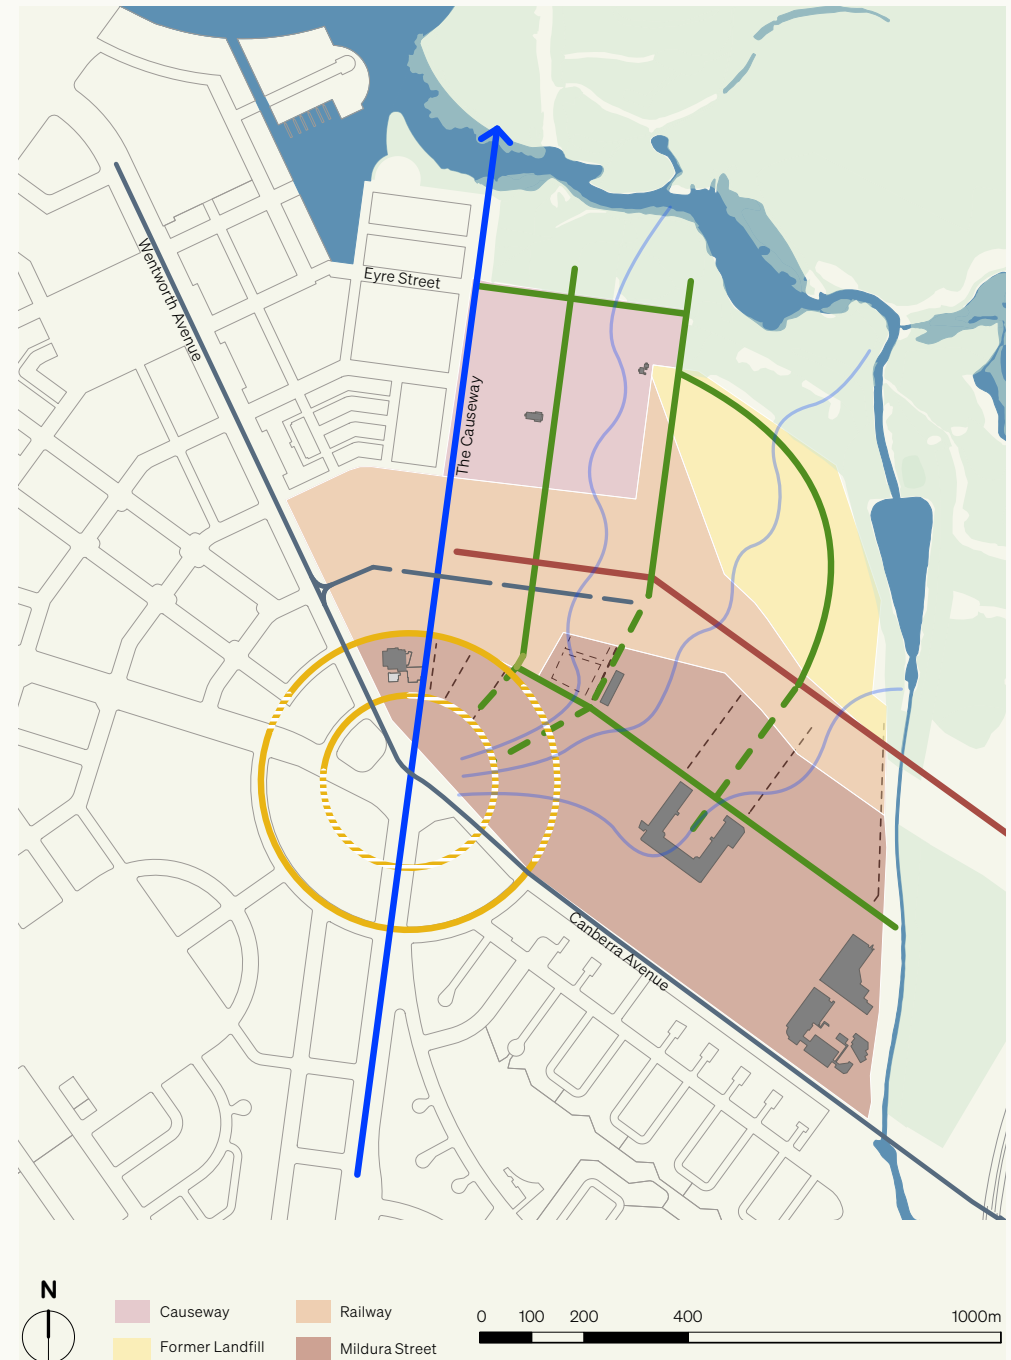 Eyre Street
Wentworth Avenue
The Causeway
Canberra Avenue
N
Causeway
Railway
Former Landfill
Mildura Street
0 100 200 400 1000m